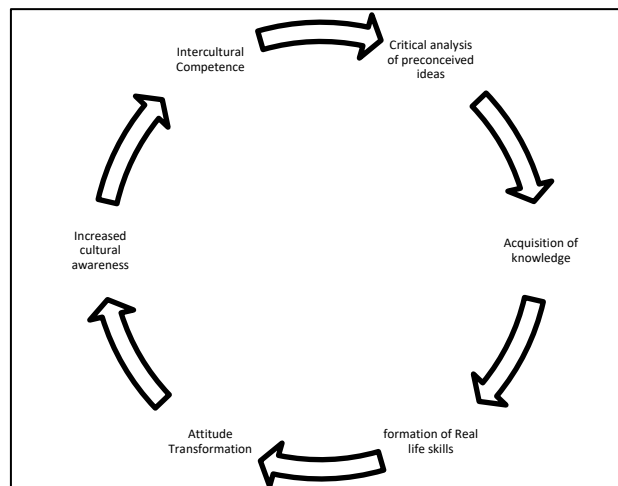 Intercultural
Competence
Critical analysis
of preconceived
ideas
Acquisition of
knowledge
formation of Real
life skills
Attitude
Transformation
Increased
cultural
awareness